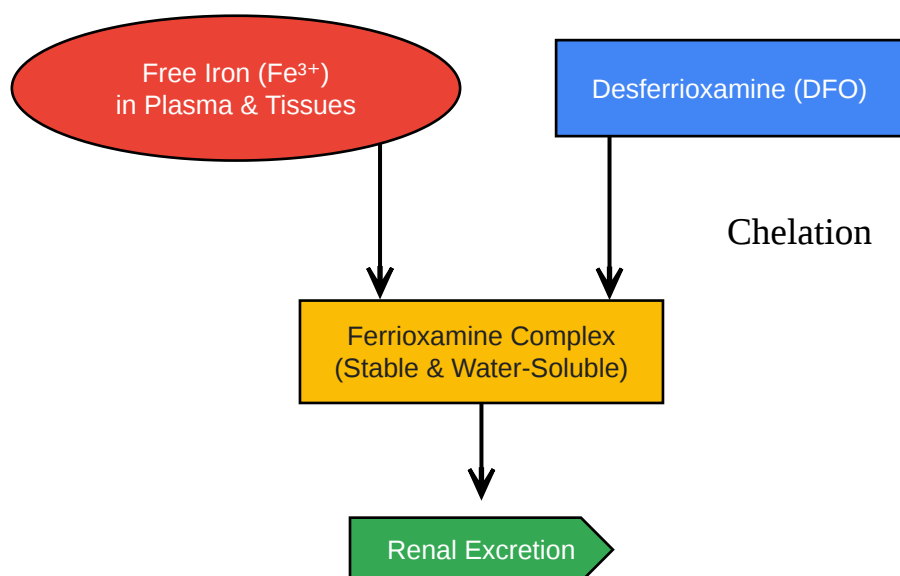 Free Iron (Fe³⁺)
in Plasma & Tissues
Desferrioxamine (DFO)
Chelation
Ferrioxamine Complex
(Stable & Water-Soluble)
Renal Excretion